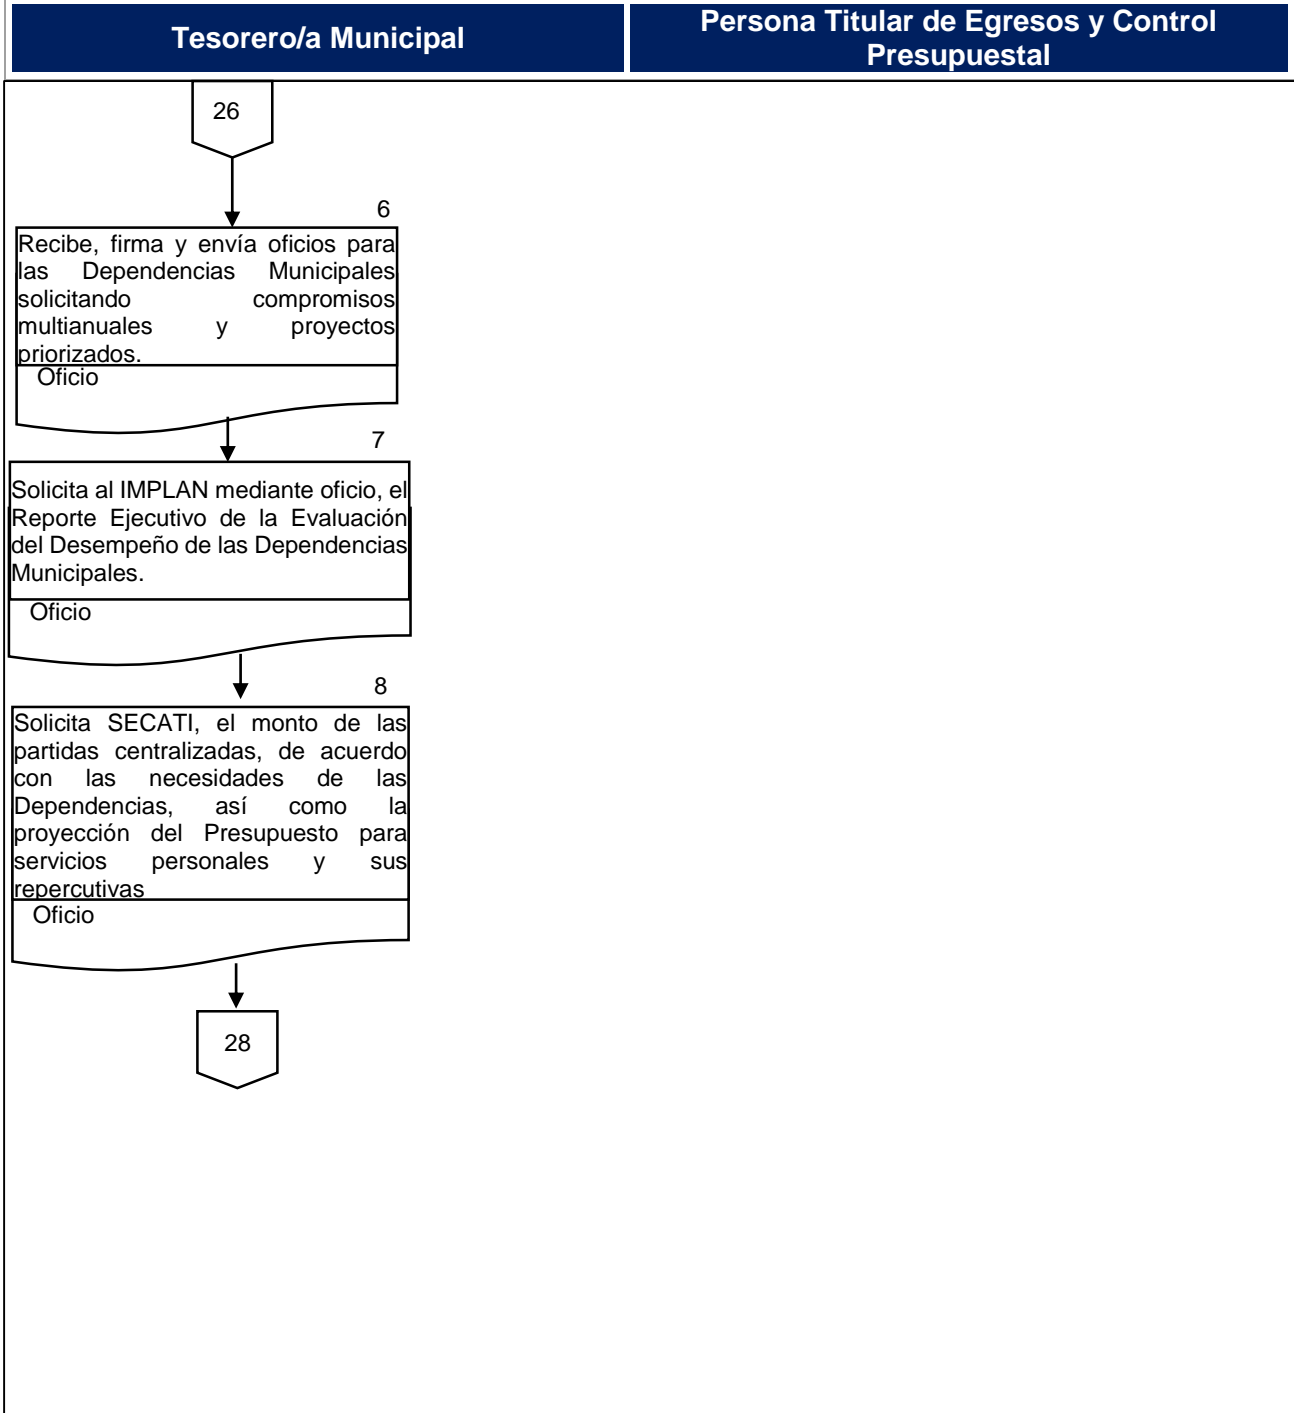 Tesorero/a Municipal
Persona Titular de Egresos y Control
Presupuestal
26
6
Recibe, firma y envía oficios para
las Dependencias Municipales
solicitando compromisos
multianuales y proyectos
priorizados.
Oficio
7
Solicita al IMPLAN mediante oficio, el
Reporte Ejecutivo de la Evaluación
del Desempeño de las Dependencias
Municipales.
Oficio
8
Solicita SECATI, el monto de las
partidas centralizadas, de acuerdo
con las necesidades de las
Dependencias, así como la
proyección del Presupuesto para
servicios personales y sus
repercutivas
Oficio
28